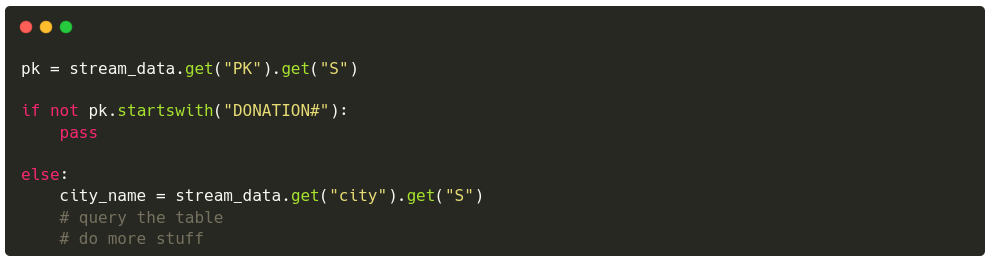 pk = stream_data.get("PK").get("S")
if not pk.startswith("DONATION#"):
    pass
else:
    city_name = stream_data.get("city").get("S")
    # query the table
    # do more stuff